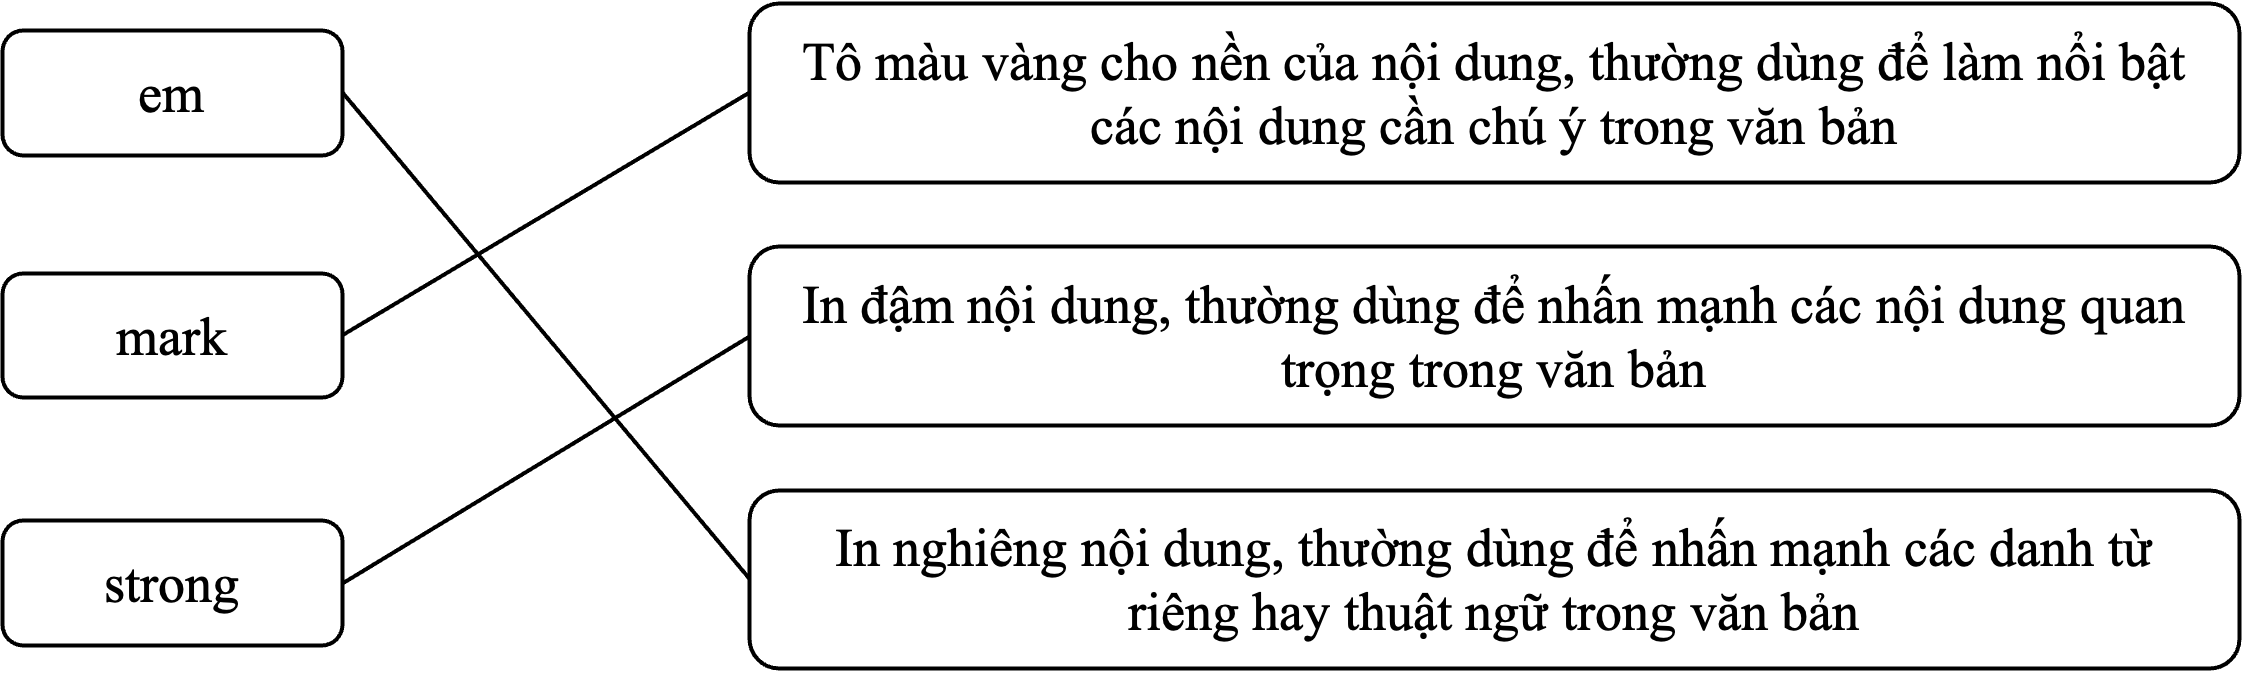 em
Tô màu vàng cho nền của nội dung, thường dùng để làm nổi bật
các nội dung cần chú ý trong văn bản
mark
In đậm nội dung, thường dùng để nhấn mạnh các nội dung quan
trọng trong văn bản
strong
In nghiêng nội dung, thường dùng để nhấn mạnh các danh từ
riêng hay thuật ngữ trong văn bản